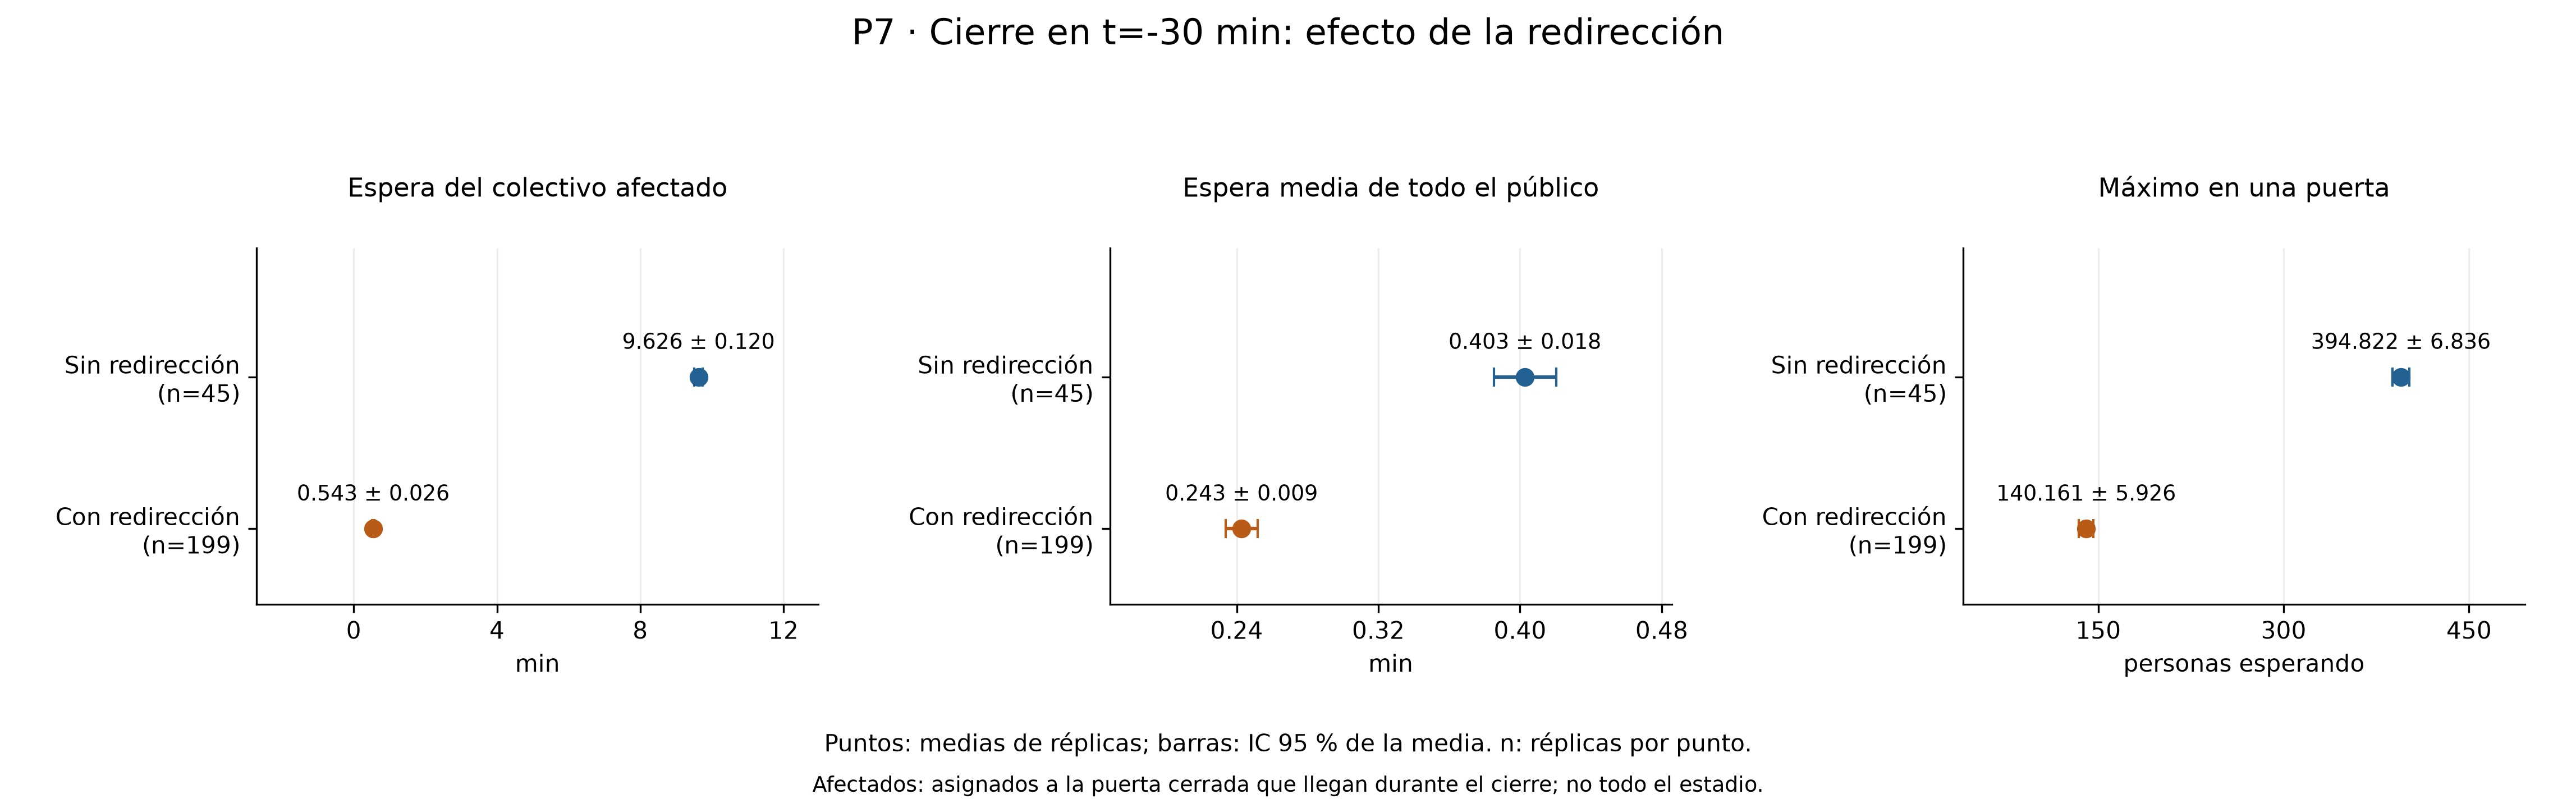 P7 · Cierre en t=-30 min: efecto de la redirección
Espera del colectivo afectado
9.626 ± 0.120
Sin redirección
(n=45)
0.543 ± 0.026
Con redirección
(n=199)
0 4 8 12
min
Espera media de todo el público
0.403 ± 0.018
Sin redirección
(n=45)
0.243 ± 0.009
Con redirección
(n=199)
0.24 0.32 0.40 0.48
min
Máximo en una puerta
394.822 ± 6.836
Sin redirección
(n=45)
140.161 ± 5.926
Con redirección
(n=199)
150 300 450
personas esperando
Puntos: medias de réplicas; barras: IC 95 % de la media. n: réplicas por punto.
Afectados: asignados a la puerta cerrada que llegan durante el cierre; no todo el estadio.